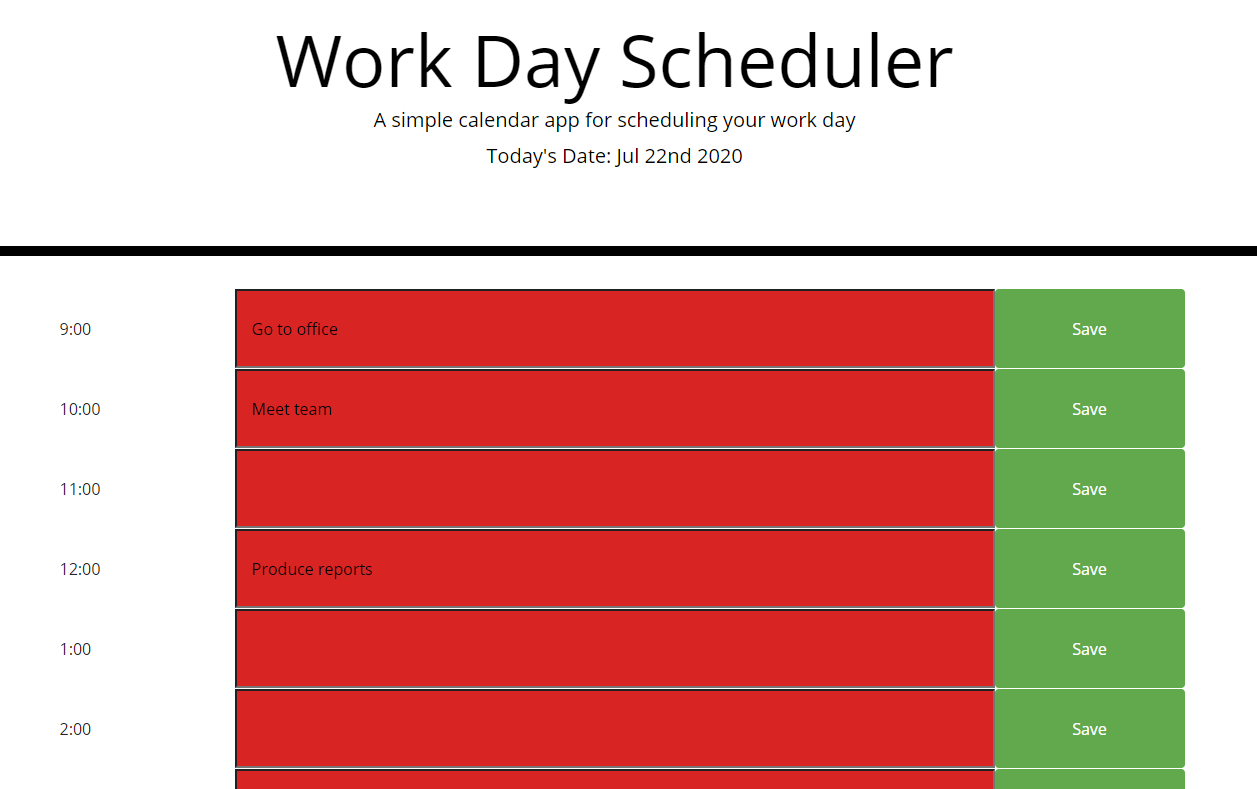 Work Day Scheduler
A simple calendar app for scheduling your work day
Today's Date: Jul 22nd 2020
9:00 Go to office Save
10:00 Meet team Save
11:00 Save
12:00 Produce reports Save
1:00 Save
2:00 Save